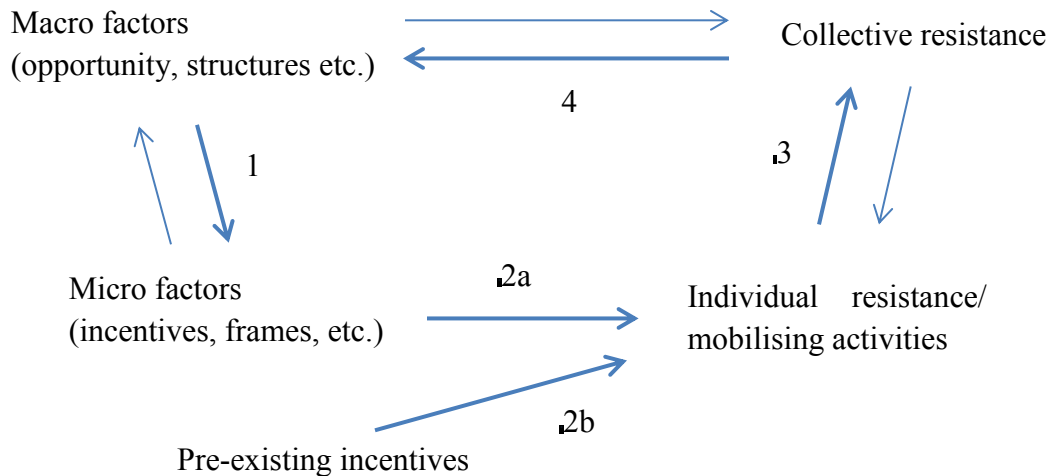 Macro factors
(opportunity, structures etc.)
Collective resistance
4
1
3
Micro factors
(incentives, frames, etc.)
2a
Individual resistance/
mobilising activities
2b
Pre-existing incentives